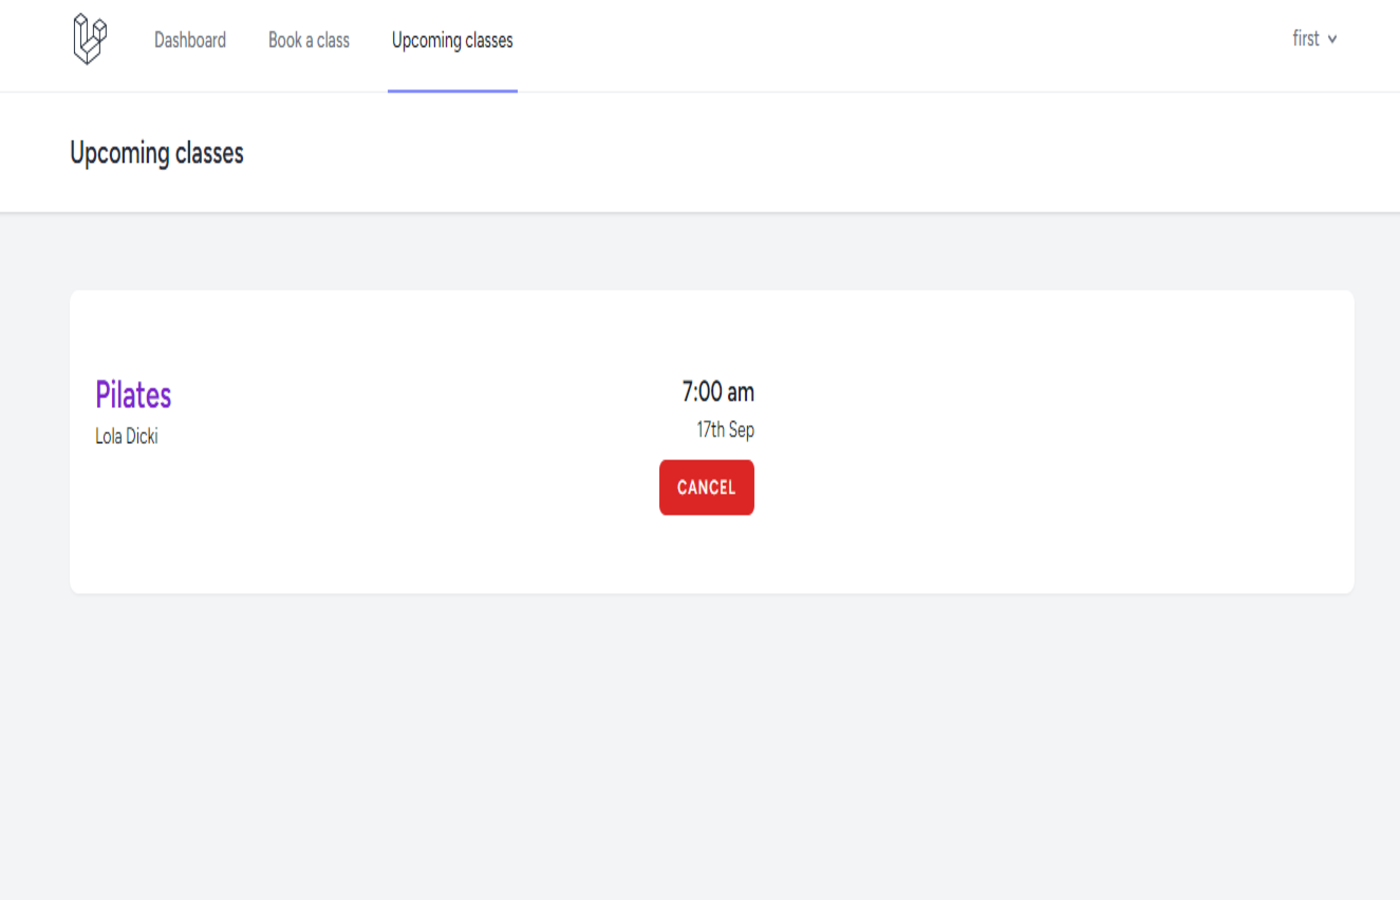 Dashboard Book a class Upcoming classes first
Upcoming classes
Pilates 7:00 am
Lola Dicki 17th Sep
CANCEL